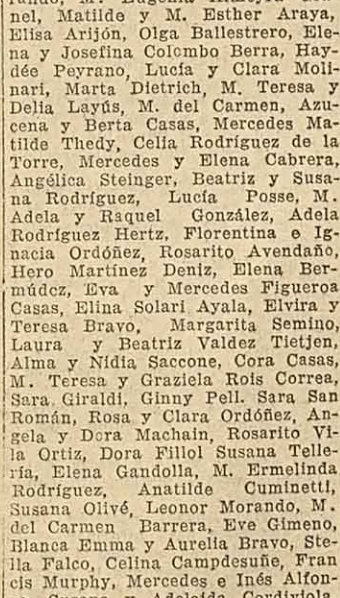 nel, Matilde y M. Esther Araya,
Elisa Arijón, Olga Ballestrero, Ele-
na y Josefina Colombo Berra, Hay-
dée Peyrano, Lucía y Clara Moli-
nari, Marta Dietrich, M. Teresa y
Delia Layús, M. del Carmen, Azu-
cena y Berta Casas, Mercedes Ma-
tilde Thedy, Celia Rodríguez de la
Torre, Mercedes y Elena Cabrera,
Angélica Steinger, Beatriz y Susa-
na Rodríguez, Lucía Posse, M.
Adela y Raquel González, Adela
Rodríguez Hertz, Florentina e Ig-
nacia Ordóñez, Rosarito Avendaño,
Hero Martínez Deniz, Elena Ber-
múdez, Eva y Mercedes Figueroa
Casas, Elina Solari Ayala, Elvira y
Teresa Bravo, Margarita Semino,
Laura y Beatriz Valdez Tietjen,
Alma y Nidia Saccone, Cora Casas,
M. Teresa y Graziela Rois Correa,
Sara. Giraldi, Ginny Pell. Sara San
Román, Rosa y Clara Ordóñez, An-
gela y Dora Machain, Rosarito Vi-
la Ortiz, Dora Fillol Susana Telle-
ría, Elena Gandolla, M. Ermelinda
Rodríguez, Anatilde Cuminetti,
Susana Olivé, Leonor Morando, M.
del Carmen Barrera, Eve Gimeno,
Blanca Emma y Aurelia Bravo, Ste-
lla Falco, Celina Campdesuñe, Fran
cis Murphy, Mercedes e Inés Alfon-